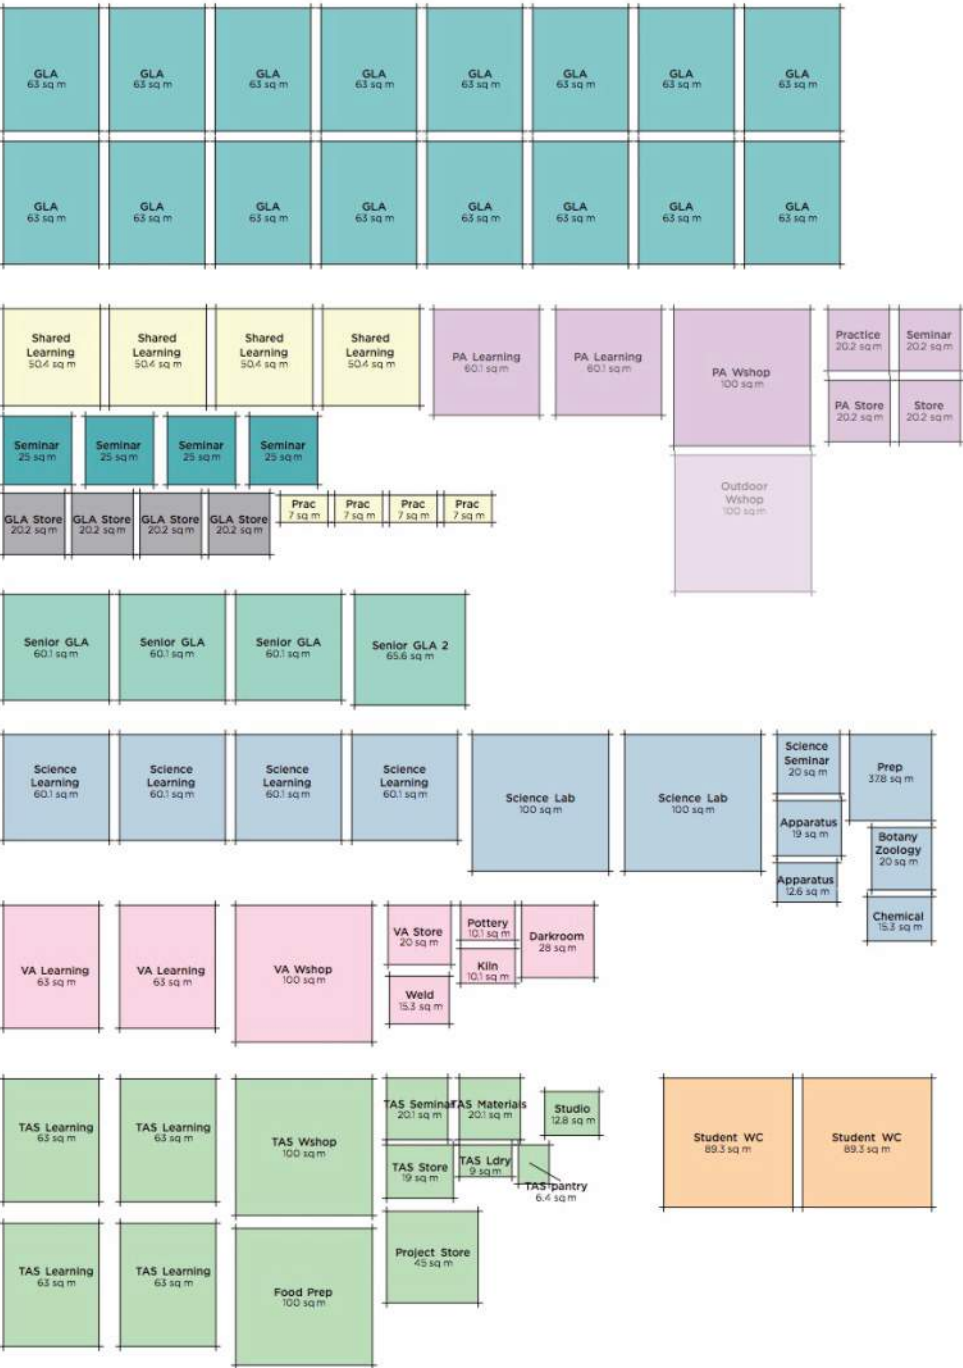 GLA GLA GLA GLA GLA GLA GLA GLA
63 sq m 63 sq m 63 sq m 63 sq m 63 sq m 63 sq m 63 sq m 63 sq m
GLA GLA GLA GLA GLA GLA GLA GLA
63 sq m 63 sq m 63 sq m 63 sq m 63 sq m 63 sq m 63 sq m 63 sq m
Shared
Learning
50.4 sq m
Shared
Learning
50.4 sq m
Shared
Learning
50.4 sq m
Shared
Learning
50.4 sq m
PA Learning
60.1 sq m
PA Learning
60.1 sq m
PA Wshop
100 sq m
Practice
20.2 sq m
Seminar
20.2 sq m
PA Store
20.2 sq m
Store
20.2 sq m
Seminar
25 sq m
Seminar
25 sq m
Seminar
25 sq m
Seminar
25 sq m
Outdoor
Wshop
100 sq m
GLA Store
20.2 sq m
GLA Store
20.2 sq m
GLA Store
20.2 sq m
GLA Store
20.2 sq m
Prac
7 sq m
Prac
7 sq m
Prac
7 sq m
Prac
7 sq m
Senior GLA
60.1 sq m
Senior GLA
60.1 sq m
Senior GLA
60.1 sq m
Senior GLA 2
65.6 sq m
Science
Learning
60.1 sq m
Science
Learning
60.1 sq m
Science
Learning
60.1 sq m
Science
Learning
60.1 sq m
Science Lab
100 sq m
Science Lab
100 sq m
Science
Seminar
20 sq m
Prep
37.8 sq m
Apparatus
19 sq m
Botany
Zoology
20 sq m
Apparatus
12.6 sq m
Chemical
15.3 sq m
VA Learning
63 sq m
VA Learning
63 sq m
VA Wshop
100 sq m
VA Store
20 sq m
Pottery
10.1 sq m
Darkroom
28 sq m
Kiln
10.1 sq m
Weld
15.3 sq m
TAS Learning
63 sq m
TAS Learning
63 sq m
TAS Wshop
100 sq m
TAS Seminar
20.1 sq m
TAS Materials
20.1 sq m
Studio
12.8 sq m
TAS Store
19 sq m
TAS Ldry
9 sq m
TAS pantry
6.4 sq m
Student WC
89.3 sq m
Student WC
89.3 sq m
TAS Learning
63 sq m
TAS Learning
63 sq m
Food Prep
100 sq m
Project Store
45 sq m